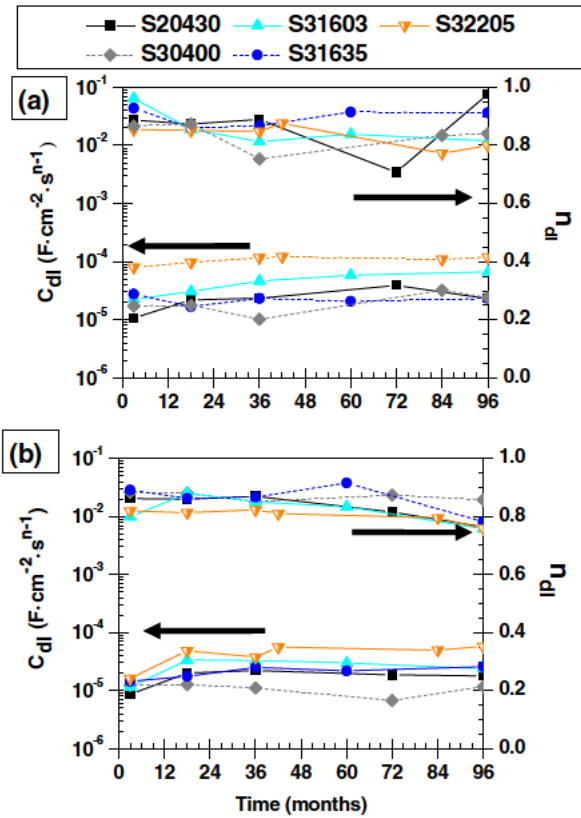 S20430 S31603 S32205
S30400 S31635
(a)
10⁻¹ 10⁻² 10⁻³ 10⁻⁴ 10⁻⁵ 10⁻⁶
C_dl (F·cm⁻²·s^(n-1))
1.0 0.8 0.6 0.4 0.2 0.0
n_dl
0 12 24 36 48 60 72 84 96
(b)
10⁻¹ 10⁻² 10⁻³ 10⁻⁴ 10⁻⁵ 10⁻⁶
C_dl (F·cm⁻²·s^(n-1))
1.0 0.8 0.6 0.4 0.2 0.0
n_dl
0 12 24 36 48 60 72 84 96
Time (months)